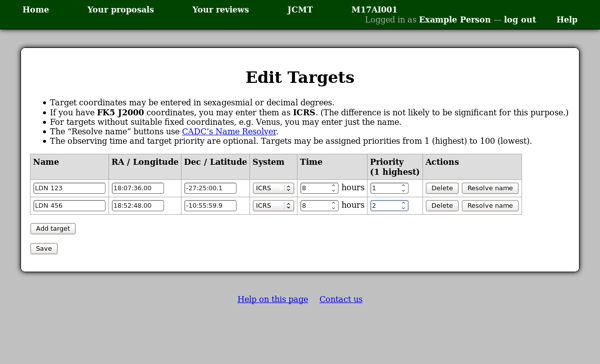 Home Your proposals Your reviews JCMT M17AI001
Logged in as Example Person — log out Help
Edit Targets
• Target coordinates may be entered in sexagesmial or decimal degrees.
• If you have FK5 J2000 coordinates, you may enter them as ICRS. (The difference is not likely to be significant for this purpose.)
• For targets without suitable fixed coordinates, e.g. Venus, you may enter just the name.
• The “Resolve name” buttons use CADC’s Name Resolver.
• The observing time and target priority are optional. Targets may be assigned priorities from 1 (highest) to 100 (lowest).
Name RA / Longitude Dec / Latitude System Time Priority Actions
(1 highest)
LDN 123 18:07:36.00 -27:25:00.1 ICRS 8 hours 1 Delete Resolve name
LDN 456 18:52:48.00 -10:55:59.9 ICRS 8 hours 2 Delete Resolve name
Add target
Save
Help on this page Contact us